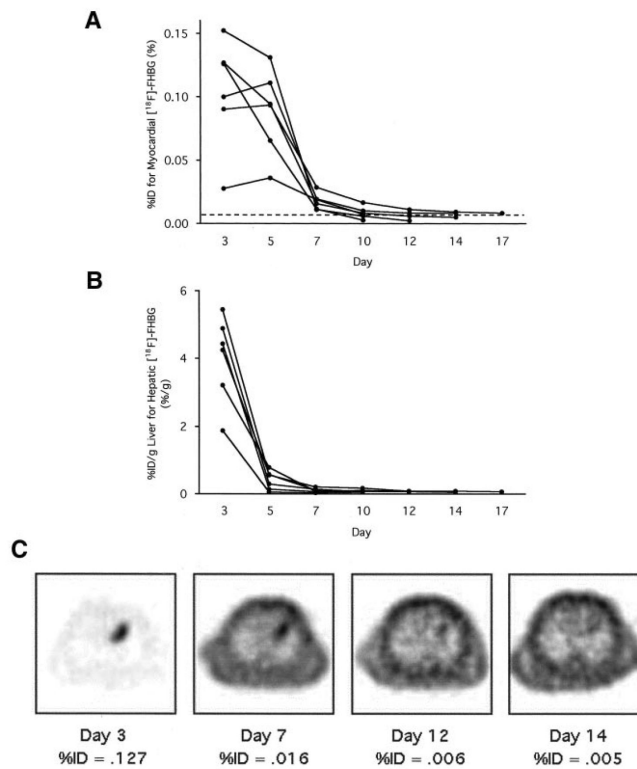 A
%ID for Myocardial [¹⁸F]-FHBG (%)
0.15
0.10
0.05
0.00
3 5 7 10 12 14 17
Day
B
%ID/g Liver for Hepatic [¹⁸F]-FHBG
(%/g)
6
4
2
0
3 5 7 10 12 14 17
Day
C
Day 3 Day 7 Day 12 Day 14
%ID = .127 %ID = .016 %ID = .006 %ID = .005